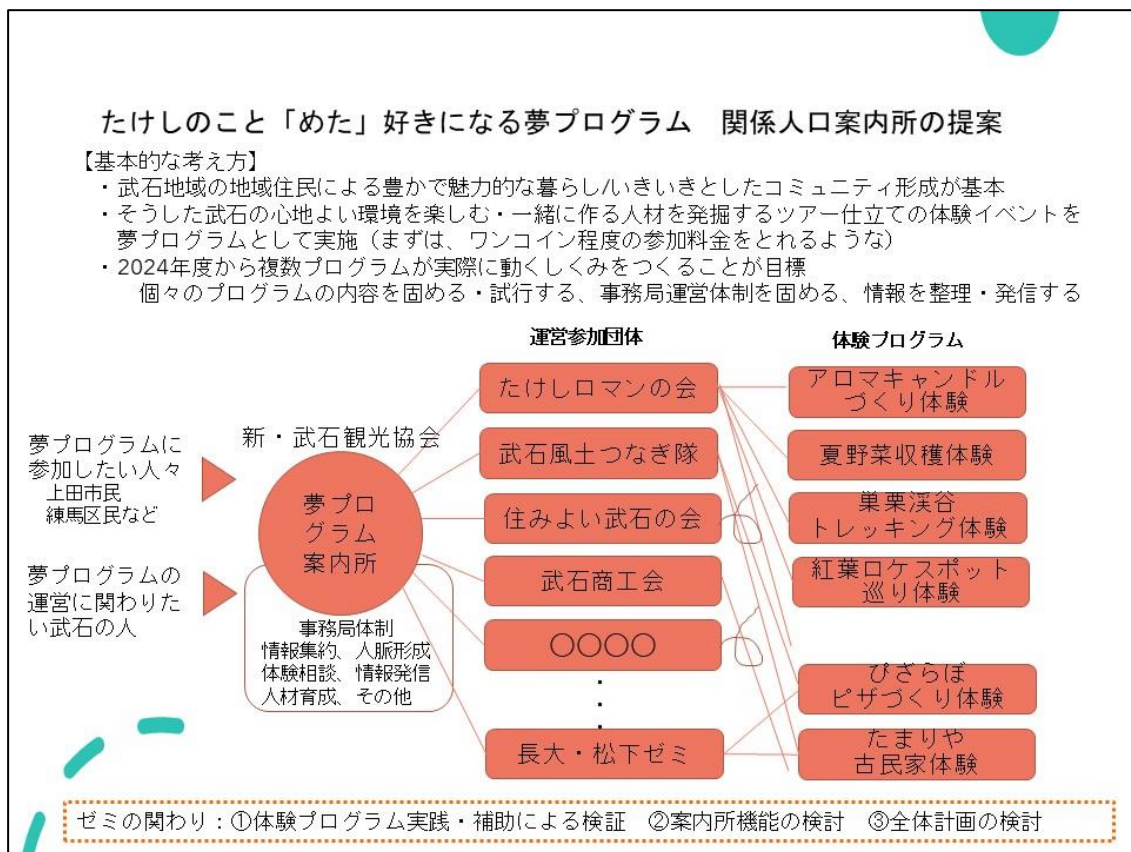 たけしのこと「めた」好きになる夢プログラム　関係人口案内所の提案
【基本的な考え方】
・武石地域の地域住民による豊かで魅力的な暮らし/いきいきとしたコミュニティ形成が基本
・そうした武石の心地よい環境を楽しむ・一緒に作る人材を発掘するツアー仕立ての体験イベントを
夢プログラムとして実施（まずは、ワンコイン程度の参加料金をとれるような）
・2024年度から複数プログラムが実際に動くしくみをつくることが目標
個々のプログラムの内容を固める・試行する、事務局運営体制を固める、情報を整理・発信する
夢プログラムに
参加したい人々
上田市民
練馬区民など
夢プログラムの
運営に関わりた
い武石の人
新・武石観光協会
夢プロ
グラム
案内所
事務局体制
情報集約、人脈形成
体験相談、情報発信
人材育成、その他
運営参加団体
たけしロマンの会
武石風土つなぎ隊
住みよい武石の会
武石商工会
〇〇〇〇
・
・
・
長大・松下ゼミ
体験プログラム
アロマキャンドル
づくり体験
夏野菜収穫体験
巣栗渓谷
トレッキング体験
紅葉ロケスポット
巡り体験
ぴざらぼ
ピザづくり体験
たまりや
古民家体験
ゼミの関わり：①体験プログラム実践・補助による検証　②案内所機能の検討　③全体計画の検討